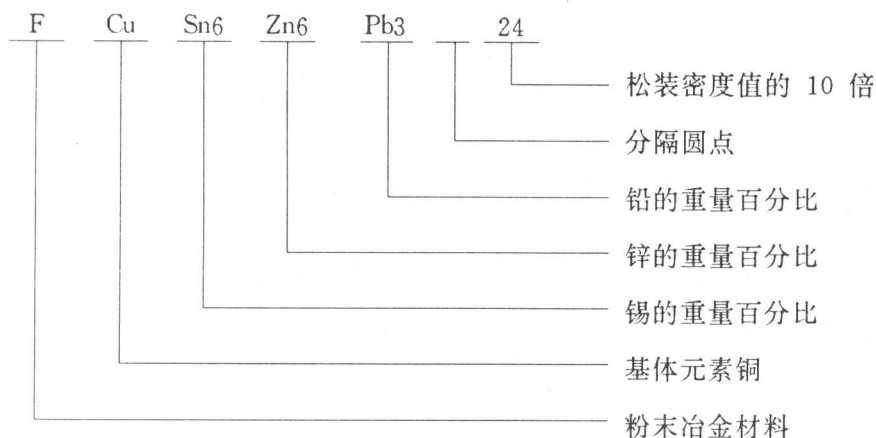 F Cu Sn6 Zn6 Pb3 24
松装密度值的 10 倍
分隔圆点
铅的重量百分比
锌的重量百分比
锡的重量百分比
基体元素铜
粉末冶金材料